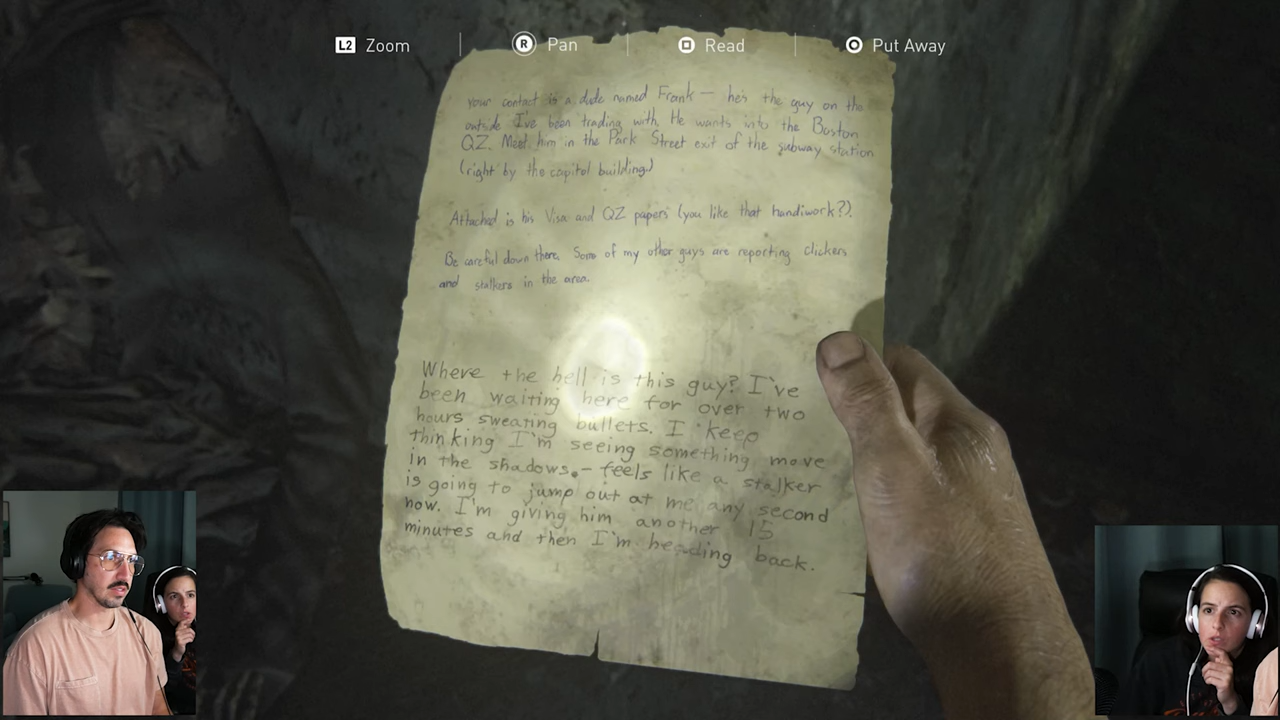 L2 Zoom R Pan Read Put Away
Your contact is a dude named Frank — he's the guy on the
outside I've been trading with. He wants into the Boston
QZ. Meet him in the Park Street exit of the subway station
(right by the capitol building)
Attached is his Visa and QZ papers (you like that handiwork?).
Be careful down there. Some of my other guys are reporting clickers
and stalkers in the area.
Where the hell is this guy? I've
been waiting here for over two
hours sweating bullets. I keep
thinking I'm seeing something move
in the shadows. - feels like a stalker
is going to jump out at me any second
now. I'm giving him another 15
minutes and then I'm heading back.